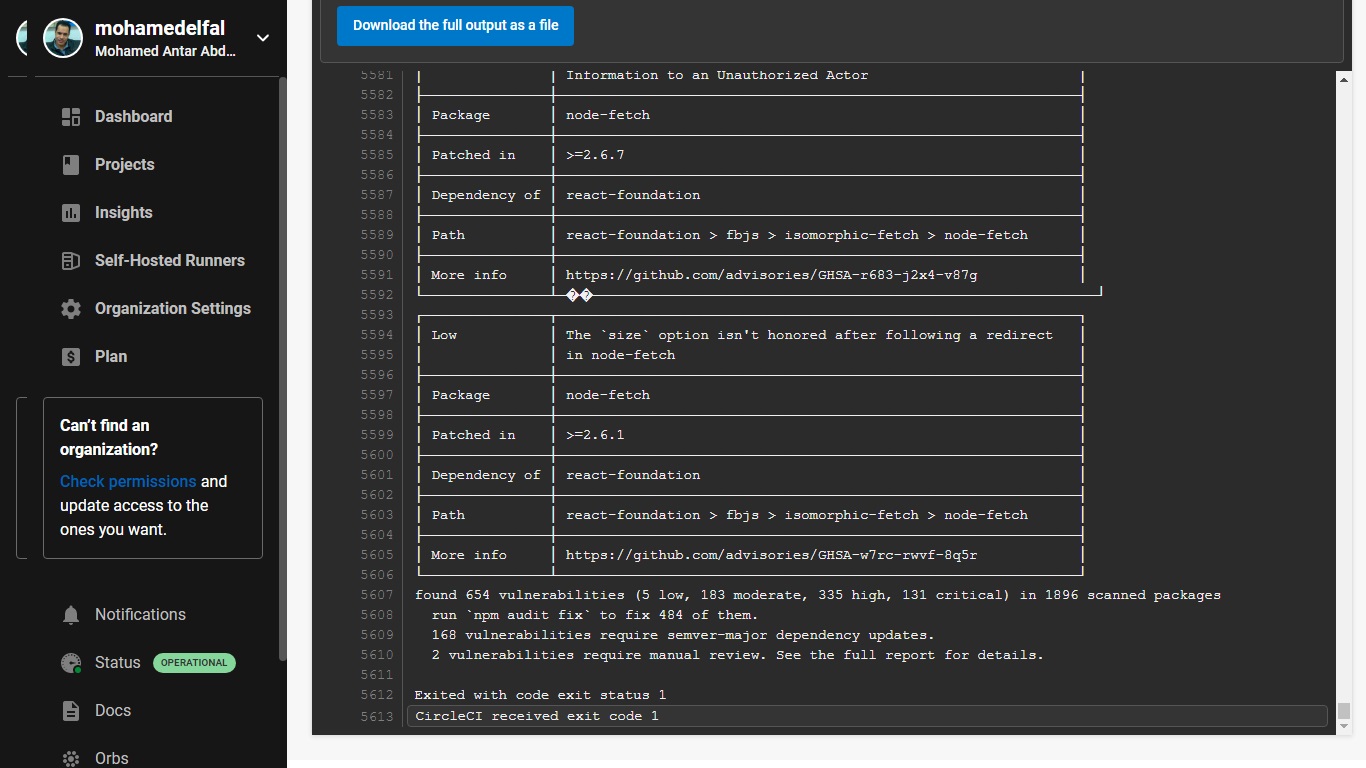 mohamedelfal
Mohamed Antar Abd...
Dashboard
Projects
Insights
Self-Hosted Runners
Organization Settings
Plan
Can't find an
organization?
Check permissions and
update access to the
ones you want.
Notifications
Status OPERATIONAL
Docs
Orbs
Download the full output as a file
5581 Information to an Unauthorized Actor
5582
5583 Package node-fetch
5584
5585 Patched in >=2.6.7
5586
5587 Dependency of react-foundation
5588
5589 Path react-foundation > fbjs > isomorphic-fetch > node-fetch
5590
5591 More info https://github.com/advisories/GHSA-r683-j2x4-v87g
5592 ��
5593
5594 Low The `size` option isn't honored after following a redirect
5595 in node-fetch
5596
5597 Package node-fetch
5598
5599 Patched in >=2.6.1
5600
5601 Dependency of react-foundation
5602
5603 Path react-foundation > fbjs > isomorphic-fetch > node-fetch
5604
5605 More info https://github.com/advisories/GHSA-w7rc-rwvf-8q5r
5606
5607 found 654 vulnerabilities (5 low, 183 moderate, 335 high, 131 critical) in 1896 scanned packages
5608 run `npm audit fix` to fix 484 of them.
5609 168 vulnerabilities require semver-major dependency updates.
5610 2 vulnerabilities require manual review. See the full report for details.
5611
5612 Exited with code exit status 1
5613 CircleCI received exit code 1